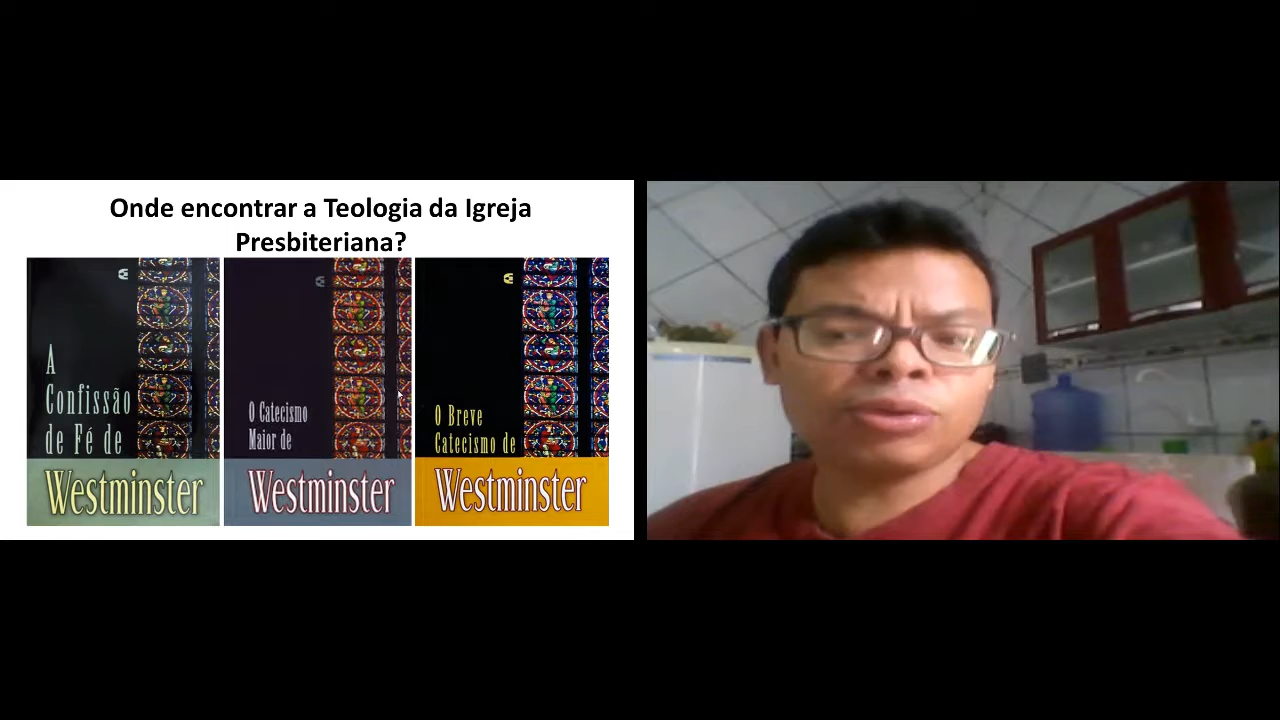 Onde encontrar a Teologia da Igreja
Presbiteriana?
A
Confissão
de Fé de
Westminster
O Catecismo
Maior de
Westminster
O Breve
Catecismo de
Westminster